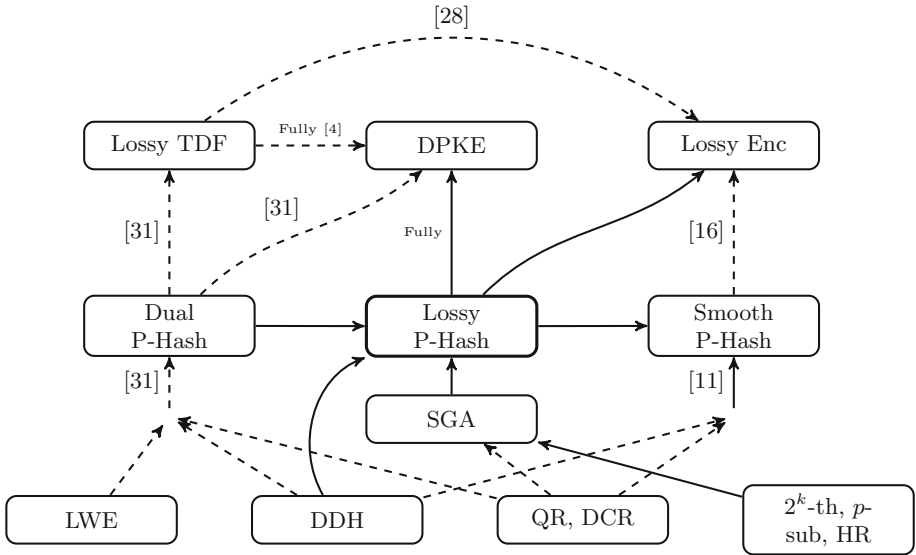 [28]
Lossy TDF
Fully [4]
DPKE
Lossy Enc
[31]
[31]
Fully
[16]
Dual
P-Hash
Lossy
P-Hash
Smooth
P-Hash
[31]
[11]
SGA
LWE
DDH
QR, DCR
2^k-th, p-
sub, HR